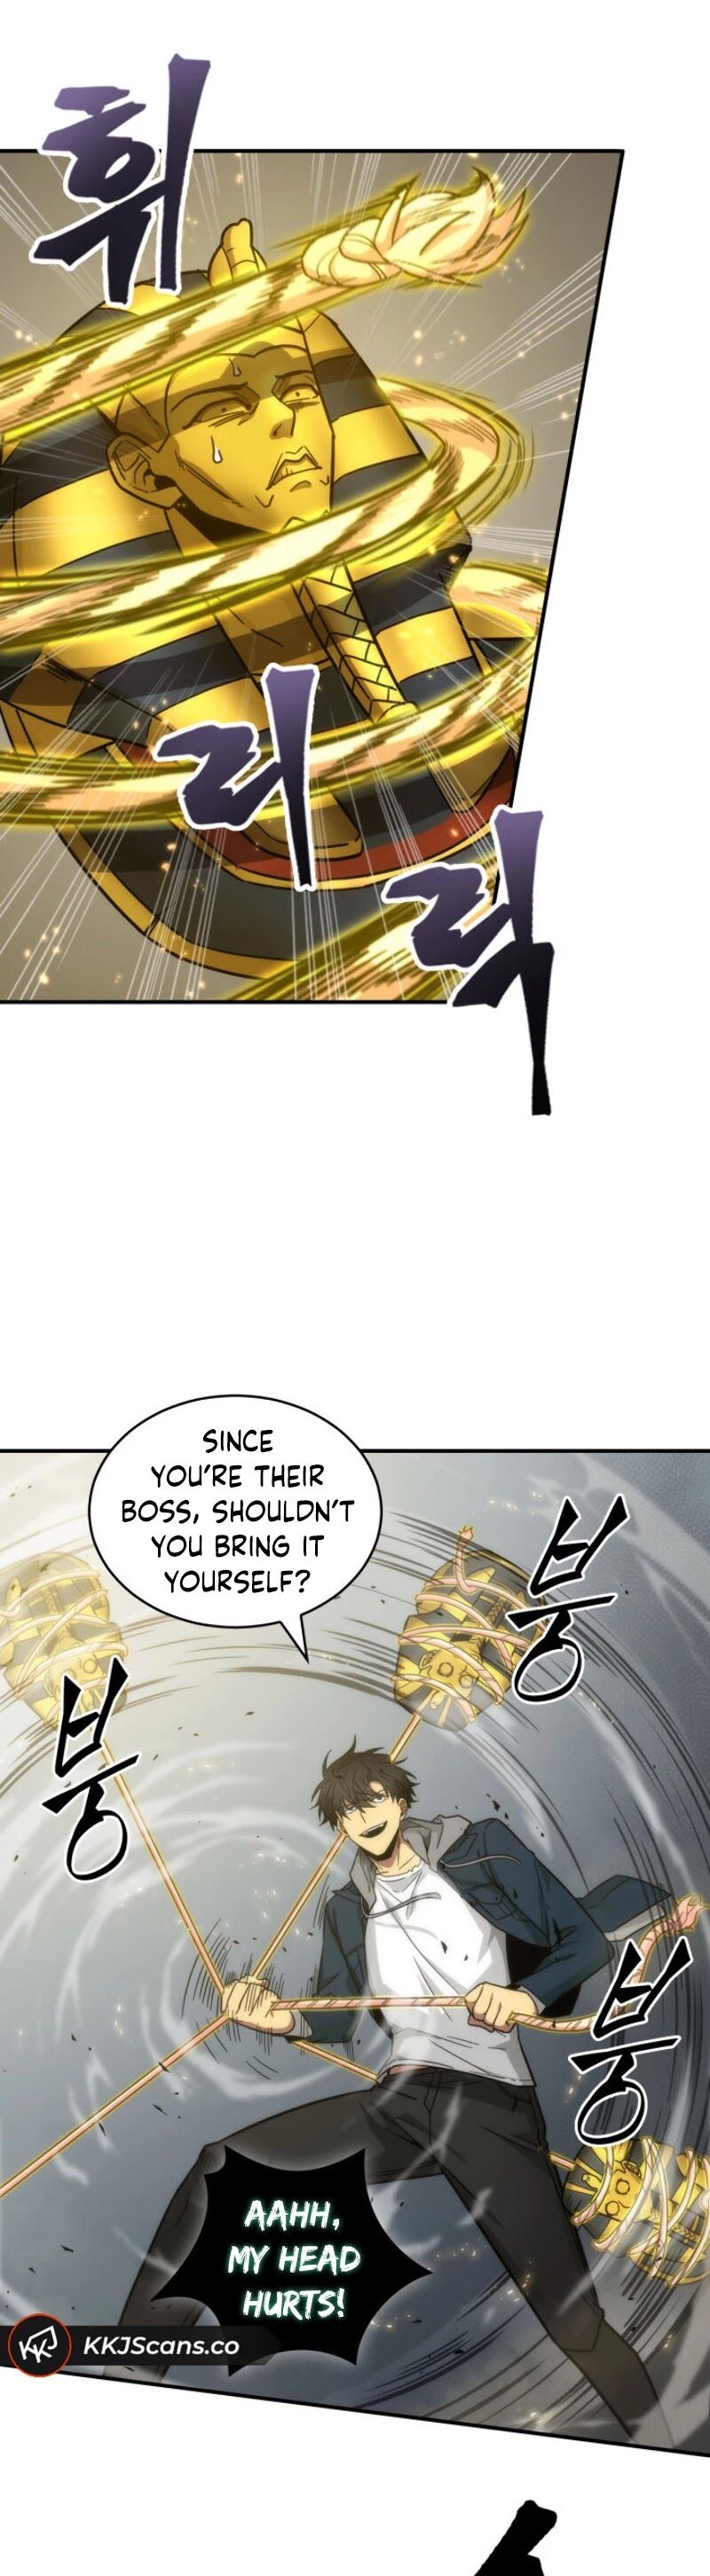 휘
리
릭
SINCE
YOU'RE THEIR
BOSS, SHOULDN'T
YOU BRING IT
YOURSELF?
붕
붕
붕
AAHH,
MY HEAD
HURTS!
KKJ
KKJScans.co